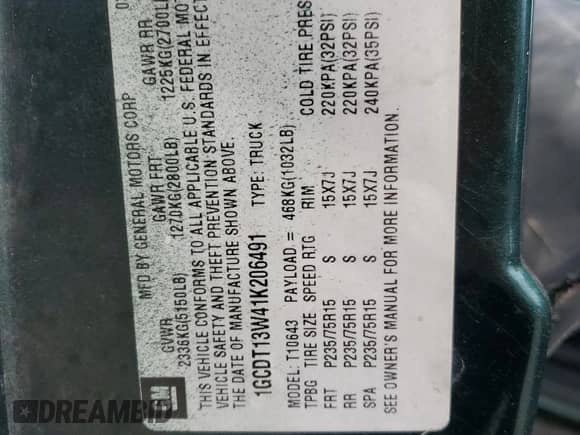 MFD BY GENERAL MOTORS CORP 0
GVWR GAWR FRT GAWR RR
2336KG(5150LB) 1270KG(2800LB) 1225KG(2700LB
THIS VEHICLE CONFORMS TO ALL APPLICABLE U.S. FEDERAL MOT
VEHICLE SAFETY AND THEFT PREVENTION STANDARDS IN EFFECT
THE DATE OF MANUFACTURE SHOWN ABOVE.
1GCDT13W41K206491 TYPE: TRUCK
MODEL: T10643 PAYLOAD = 468KG(1032LB)
TPBG TIRE SIZE SPEED RTG RIM COLD TIRE PRES
FRT P235/75R15 S 15X7J 220KPA(32PSI)
RR P235/75R15 S 15X7J 220KPA(32PSI)
SPA P235/75R15 S 15X7J 240KPA(35PSI)
SEE OWNER'S MANUAL FOR MORE INFORMATION.
GM
DREAMBID